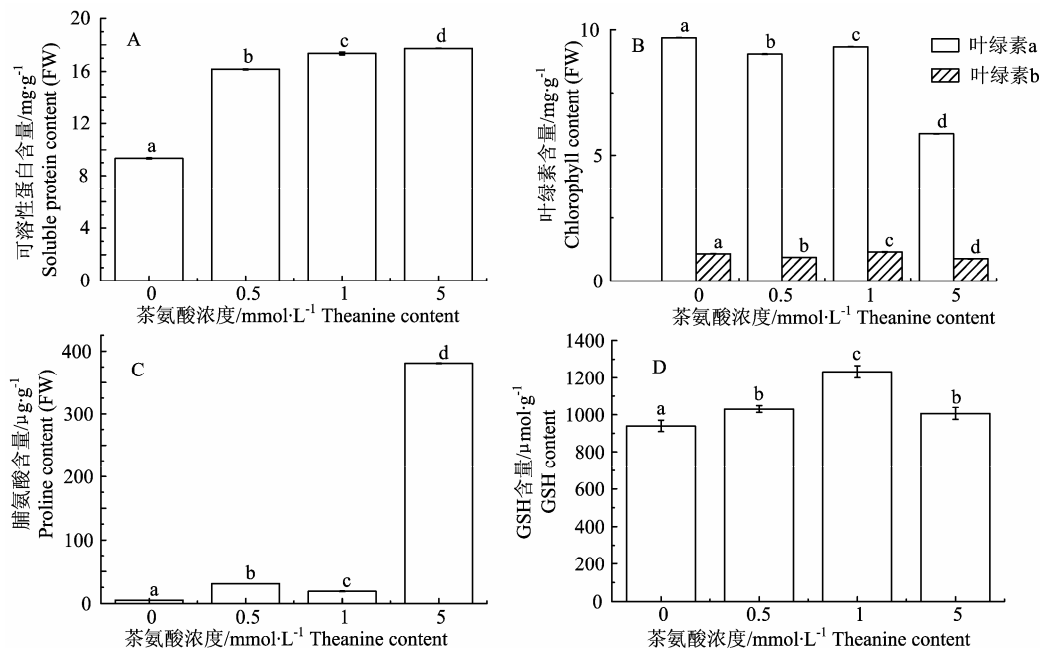 A
可溶性蛋白含量/mg·g-1
Soluble protein content (FW)
20
16
12
8
4
0
a
b
c
d
0
0.5
1
5
茶氨酸浓度/mmol·L-1 Theanine content
B
叶绿素含量/mg·g-1
Chlorophyll content (FW)
10
5
0
a
b
c
d
a
b
c
d
叶绿素a
叶绿素b
0
0.5
1
5
茶氨酸浓度/mmol·L-1 Theanine content
C
脯氨酸含量/μg·g-1
Proline content (FW)
400
300
200
100
0
a
b
c
d
0
0.5
1
5
茶氨酸浓度/mmol·L-1 Theanine content
D
GSH含量/μmol·g-1
GSH content
1400
1200
1000
800
600
400
200
0
a
b
c
b
0
0.5
1
5
茶氨酸浓度/mmol·L-1 Theanine content